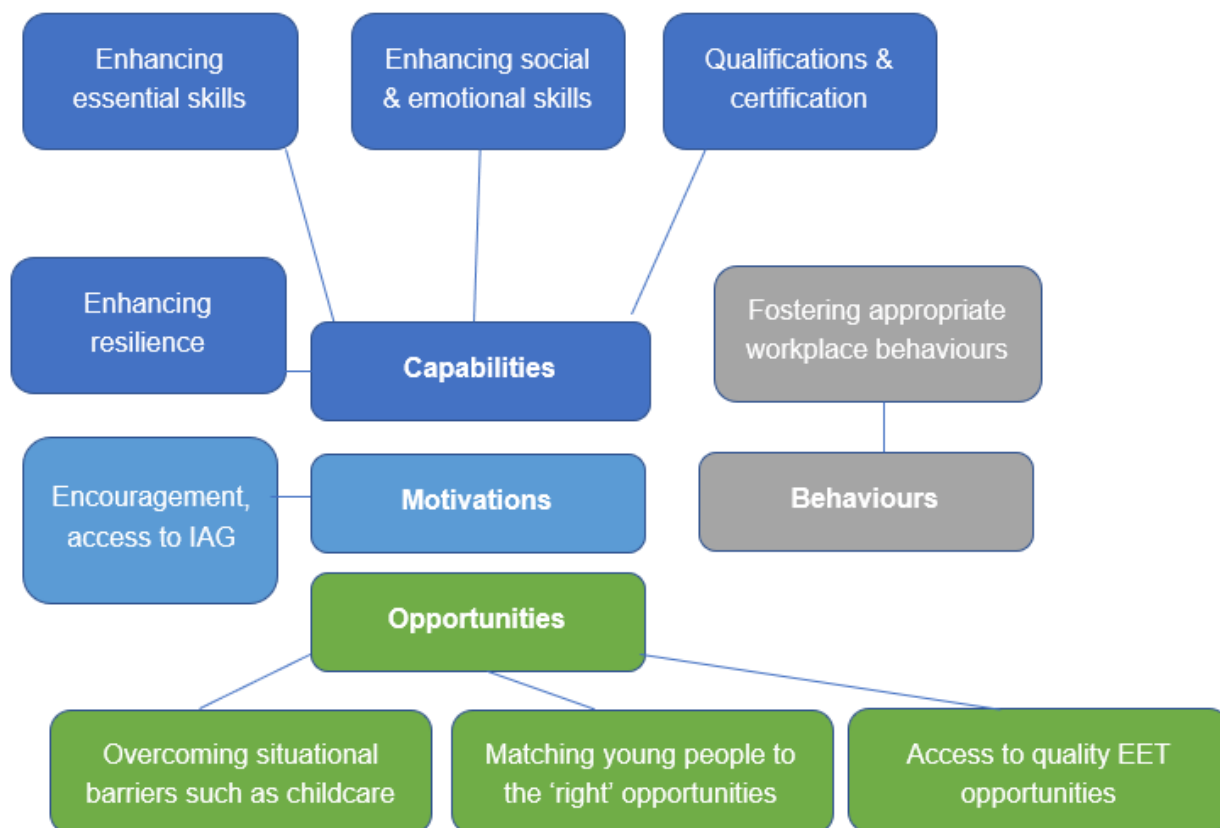 Enhancing
essential skills
Enhancing social
& emotional skills
Qualifications &
certification
Enhancing
resilience
Capabilities
Fostering appropriate
workplace behaviours
Encouragement,
access to IAG
Motivations
Behaviours
Opportunities
Overcoming situational
barriers such as childcare
Matching young people to
the ‘right’ opportunities
Access to quality EET
opportunities